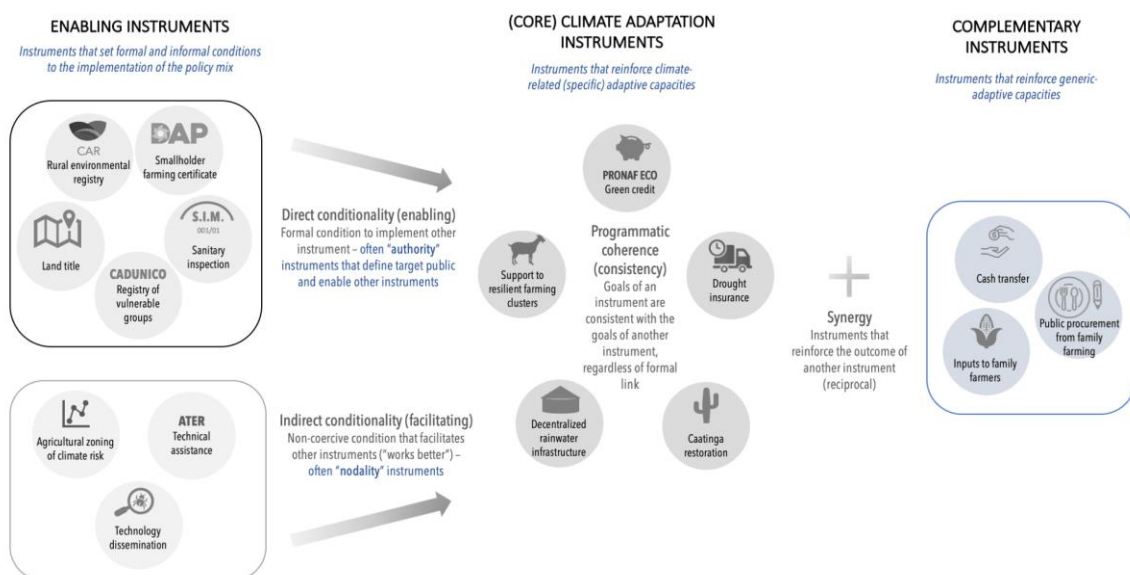 ENABLING INSTRUMENTS
Instruments that set formal and informal conditions
to the implementation of the policy mix
CAR
Rural environmental
registry
DAP
Smallholder
farming certificate
Land title
S.I.M.
001/01
Sanitary
inspection
CADUNICO
Registry of
vulnerable
groups
Direct conditionality (enabling)
Formal condition to implement other
instrument – often "authority"
instruments that define target public
and enable other instruments
Agricultural zoning
of climate risk
ATER
Technical
assistance
Technology
dissemination
Indirect conditionality (facilitating)
Non-coercive condition that facilitates
other instruments ("works better") –
often "nodality" instruments
(CORE) CLIMATE ADAPTATION
INSTRUMENTS
Instruments that reinforce climate-
related (specific) adaptive capacities
PRONAF ECO
Green credit
Support to
resilient farming
clusters
Programmatic
coherence
(consistency)
Goals of an
instrument are
consistent with the
goals of another
instrument,
regardless of formal
link
Drought
insurance
Decentralized
rainwater
infrastructure
Caatinga
restoration
Synergy
Instruments that
reinforce the outcome of
another instrument
(reciprocal)
COMPLEMENTARY
INSTRUMENTS
Instruments that reinforce generic-
adaptive capacities
Cash transfer
Public procurement
from family
farming
Inputs to family
farmers